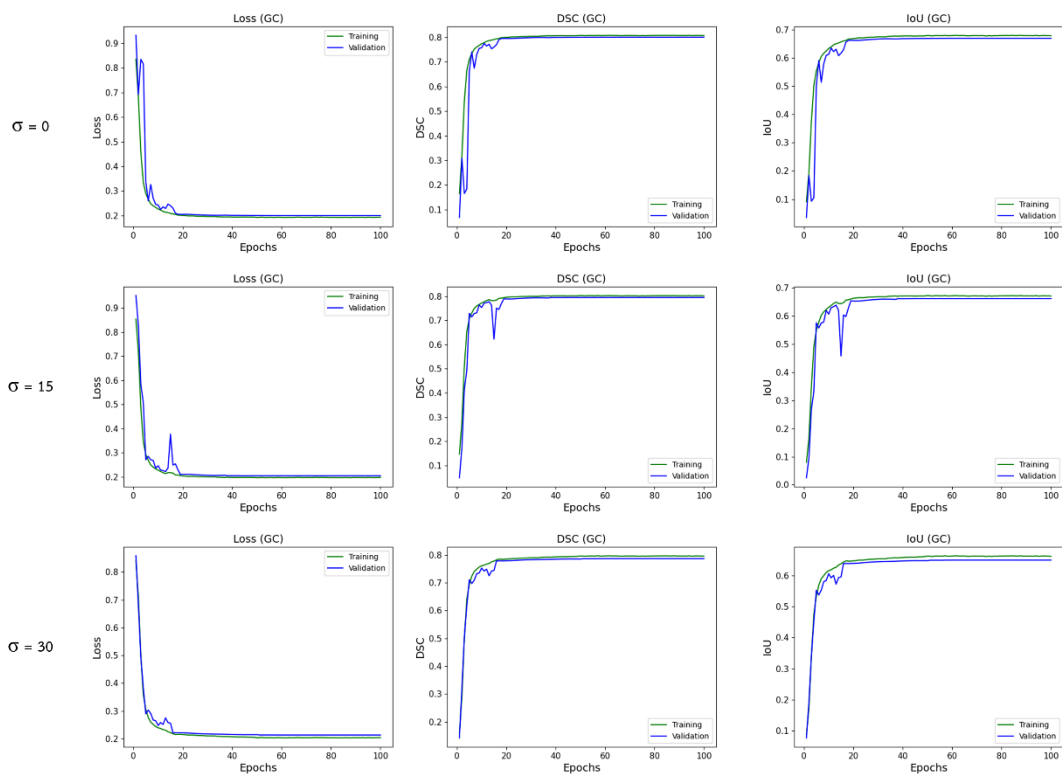 σ = 0
Loss (GC)
Loss
0.9
0.8
0.7
0.6
0.5
0.4
0.3
0.2
Training
Validation
0
20
40
60
80
100
Epochs
DSC (GC)
DSC
0.8
0.7
0.6
0.5
0.4
0.3
0.2
0.1
Training
Validation
0
20
40
60
80
100
Epochs
IoU (GC)
IoU
0.7
0.6
0.5
0.4
0.3
0.2
0.1
Training
Validation
0
20
40
60
80
100
Epochs
σ = 15
Loss (GC)
Loss
0.9
0.8
0.7
0.6
0.5
0.4
0.3
0.2
Training
Validation
0
20
40
60
80
100
Epochs
DSC (GC)
DSC
0.8
0.7
0.6
0.5
0.4
0.3
0.2
0.1
Training
Validation
0
20
40
60
80
100
Epochs
IoU (GC)
IoU
0.7
0.6
0.5
0.4
0.3
0.2
0.1
0.0
Training
Validation
0
20
40
60
80
100
Epochs
σ = 30
Loss (GC)
Loss
0.8
0.7
0.6
0.5
0.4
0.3
0.2
Training
Validation
0
20
40
60
80
100
Epochs
DSC (GC)
DSC
0.8
0.7
0.6
0.5
0.4
0.3
0.2
Training
Validation
0
20
40
60
80
100
Epochs
IoU (GC)
IoU
0.6
0.5
0.4
0.3
0.2
0.1
Training
Validation
0
20
40
60
80
100
Epochs